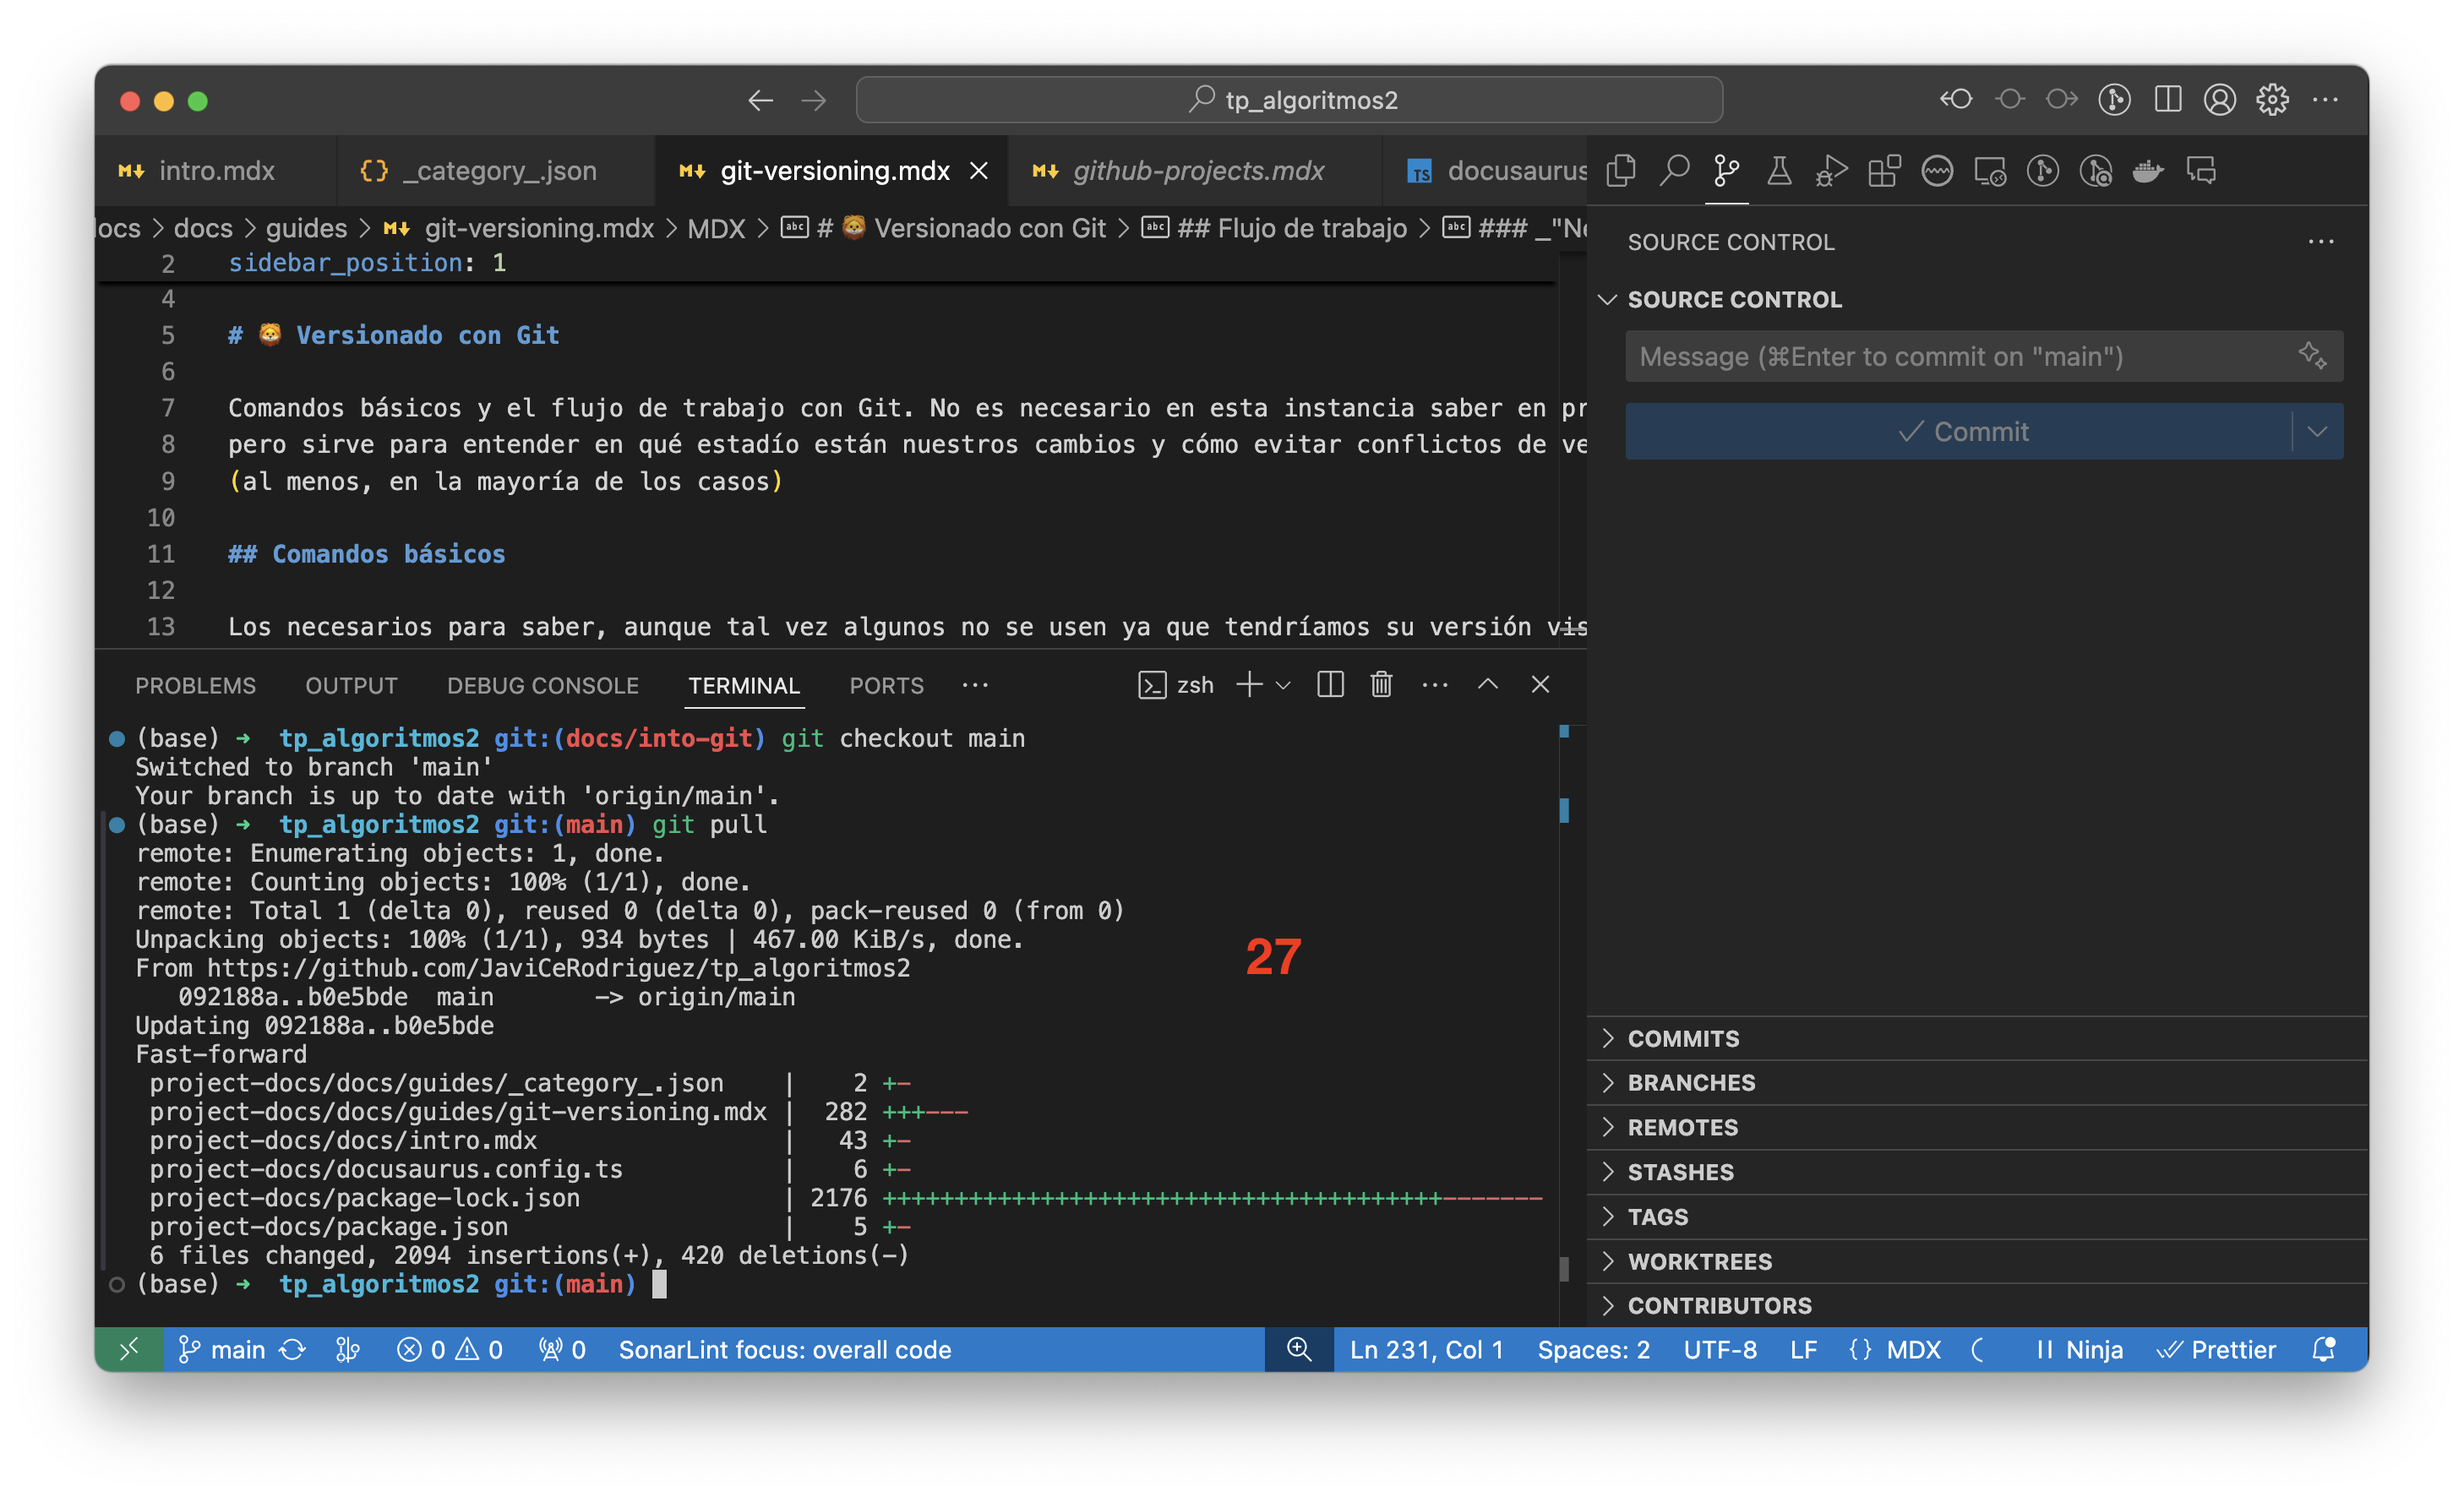 tp_algoritmos2
intro.mdx
{} _category_.json
git-versioning.mdx
github-projects.mdx
TS docusaurus
docs > guides > git-versioning.mdx > MDX > # 🦁 Versionado con Git > ## Flujo de trabajo > ### _"Ne
2 sidebar_position: 1
4
5 # 🦁 Versionado con Git
6
7 Comandos básicos y el flujo de trabajo con Git. No es necesario en esta instancia saber en pr
8 pero sirve para entender en qué estadío están nuestros cambios y cómo evitar conflictos de ve
9 (al menos, en la mayoría de los casos)
10
11 ## Comandos básicos
12
13 Los necesarios para saber, aunque tal vez algunos no se usen ya que tendríamos su versión vis
PROBLEMS OUTPUT DEBUG CONSOLE TERMINAL PORTS ··· zsh
(base) → tp_algoritmos2 git:(docs/into-git) git checkout main
Switched to branch 'main'
Your branch is up to date with 'origin/main'.
(base) → tp_algoritmos2 git:(main) git pull
remote: Enumerating objects: 1, done.
remote: Counting objects: 100% (1/1), done.
remote: Total 1 (delta 0), reused 0 (delta 0), pack-reused 0 (from 0)
Unpacking objects: 100% (1/1), 934 bytes | 467.00 KiB/s, done.
From https://github.com/JaviCeRodriguez/tp_algoritmos2
092188a..b0e5bde main -> origin/main
Updating 092188a..b0e5bde
Fast-forward
project-docs/docs/guides/_category_.json | 2 +-
project-docs/docs/guides/git-versioning.mdx | 282 +++---
project-docs/docs/intro.mdx | 43 +-
project-docs/docusaurus.config.ts | 6 +-
project-docs/package-lock.json | 2176 +++++++++++++++++++++++++++++++++++++++-------
project-docs/package.json | 5 +-
6 files changed, 2094 insertions(+), 420 deletions(-)
(base) → tp_algoritmos2 git:(main)
27
SOURCE CONTROL
SOURCE CONTROL
Message (⌘Enter to commit on "main")
Commit
COMMITS
BRANCHES
REMOTES
STASHES
TAGS
WORKTREES
CONTRIBUTORS
main 0 0 0 SonarLint focus: overall code Ln 231, Col 1 Spaces: 2 UTF-8 LF {} MDX Ninja Prettier